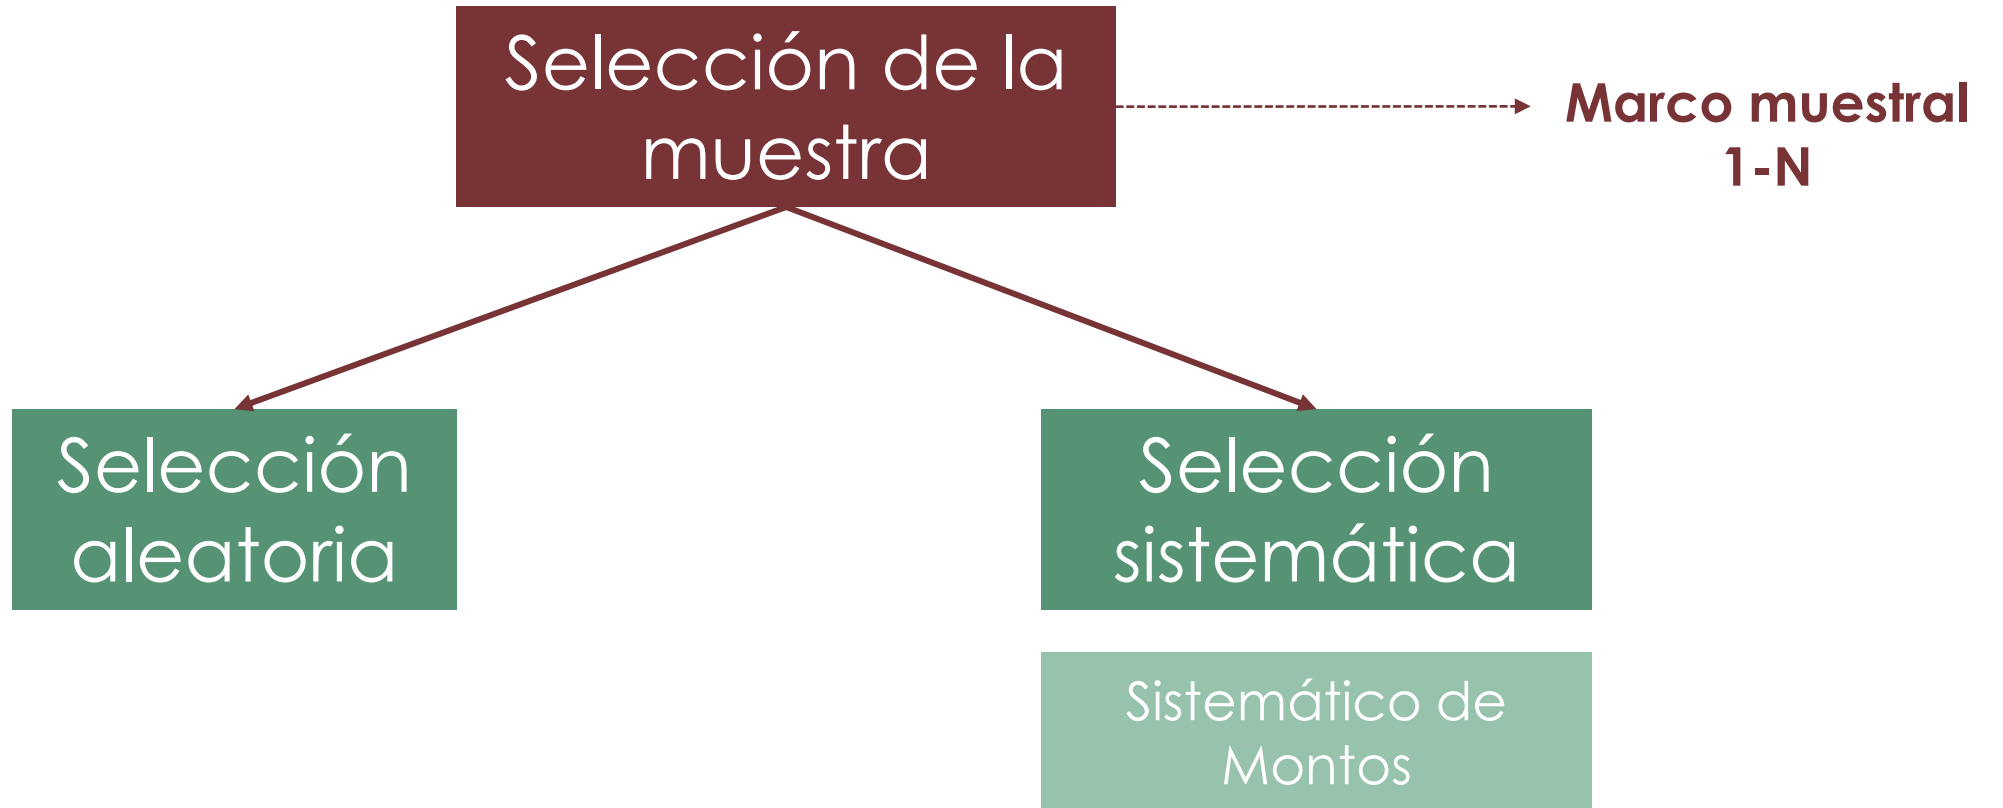 Selección de la
muestra
Marco muestral
1-N
Selección
aleatoria
Selección
sistemática
Sistemático de
Montos